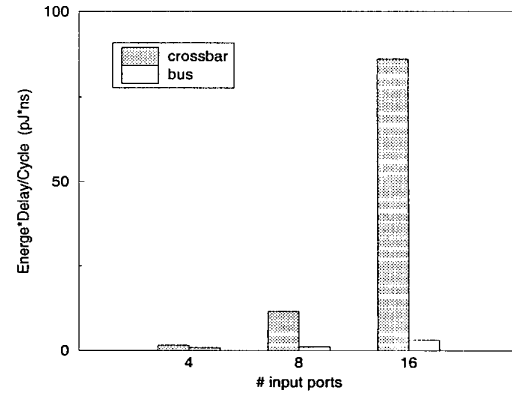 100
crossbar
bus
Energe*Delay/Cycle (pJ*ns)
50
0
4 8 16
# input ports